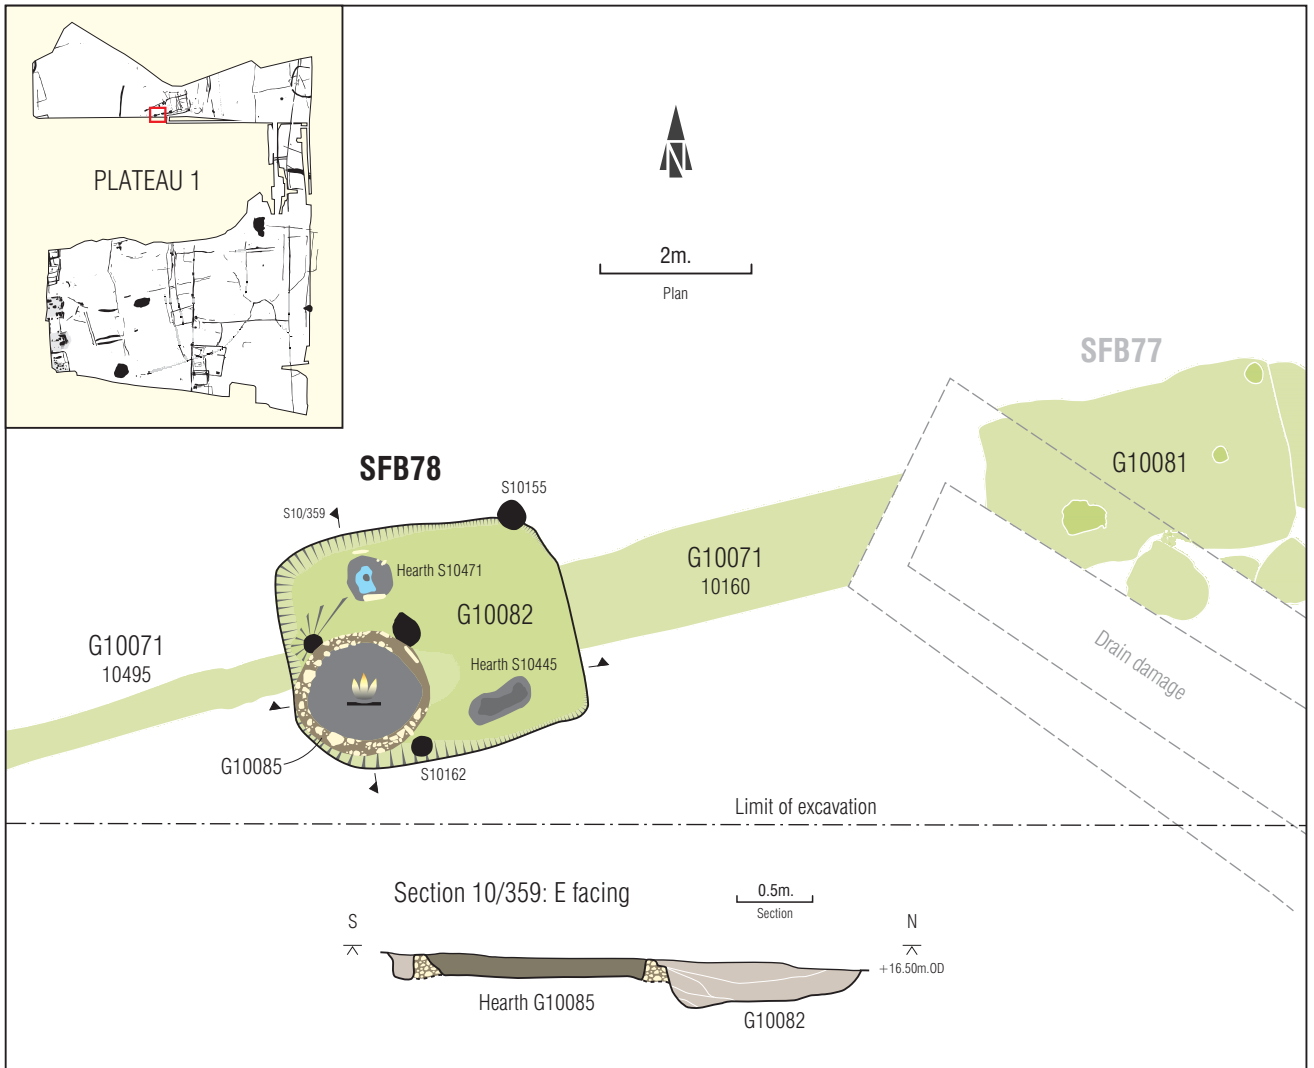 PLATEAU 1
N
2m.
Plan
SFB77
G10081
SFB78
S10155
S10/359
Hearth S10471
G10071
10160
G10082
G10071
10495
Hearth S10445
Drain damage
G10085
S10162
Limit of excavation
Section 10/359: E facing
0.5m.
Section
S
N
+16.50m.OD
Hearth G10085
G10082